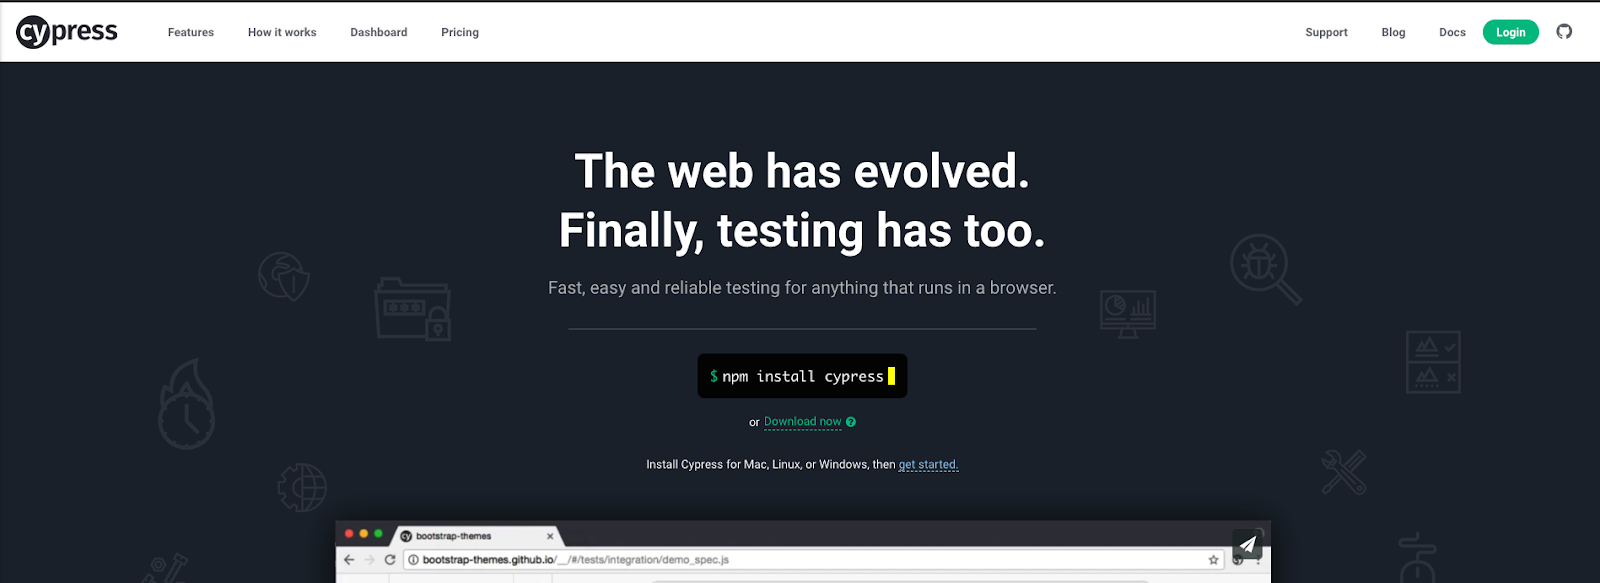 cypress
Features How it works Dashboard Pricing
Support Blog Docs Login
The web has evolved.
Finally, testing has too.
Fast, easy and reliable testing for anything that runs in a browser.
$ npm install cypress
or Download now ?
Install Cypress for Mac, Linux, or Windows, then get started.
cy bootstrap-themes
bootstrap-themes.github.io/__/#/tests/integration/demo_spec.js